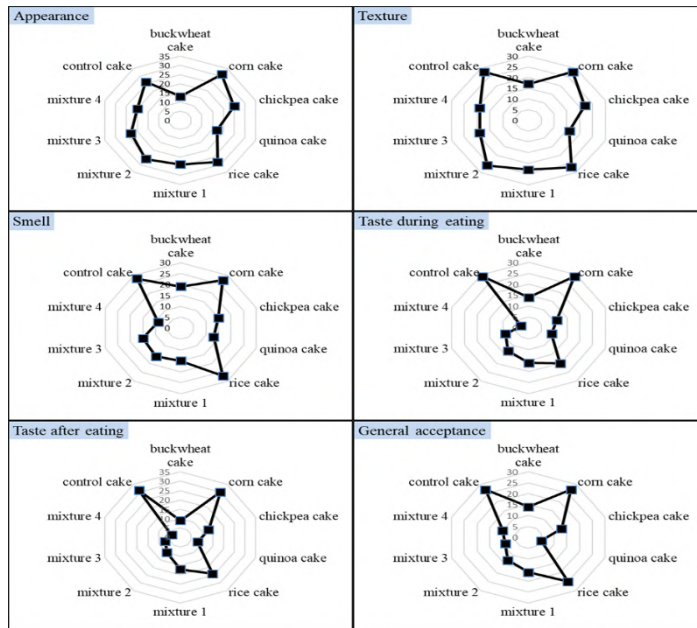 Appearance
buckwheat
cake
35
30
25
20
15
10
5
0
control cake
corn cake
mixture 4
chickpea cake
mixture 3
quinoa cake
mixture 2
rice cake
mixture 1
Texture
buckwheat
cake
30
25
20
15
10
5
0
control cake
corn cake
mixture 4
chickpea cake
mixture 3
quinoa cake
mixture 2
rice cake
mixture 1
Smell
buckwheat
cake
30
25
20
15
10
5
0
control cake
corn cake
mixture 4
chickpea cake
mixture 3
quinoa cake
mixture 2
rice cake
mixture 1
Taste during eating
buckwheat
cake
30
25
20
15
10
5
0
control cake
corn cake
mixture 4
chickpea cake
mixture 3
quinoa cake
mixture 2
rice cake
mixture 1
Taste after eating
buckwheat
cake
35
30
25
20
15
10
5
0
control cake
corn cake
mixture 4
chickpea cake
mixture 3
quinoa cake
mixture 2
rice cake
mixture 1
General acceptance
buckwheat
cake
30
25
20
15
10
5
0
control cake
corn cake
mixture 4
chickpea cake
mixture 3
quinoa cake
mixture 2
rice cake
mixture 1